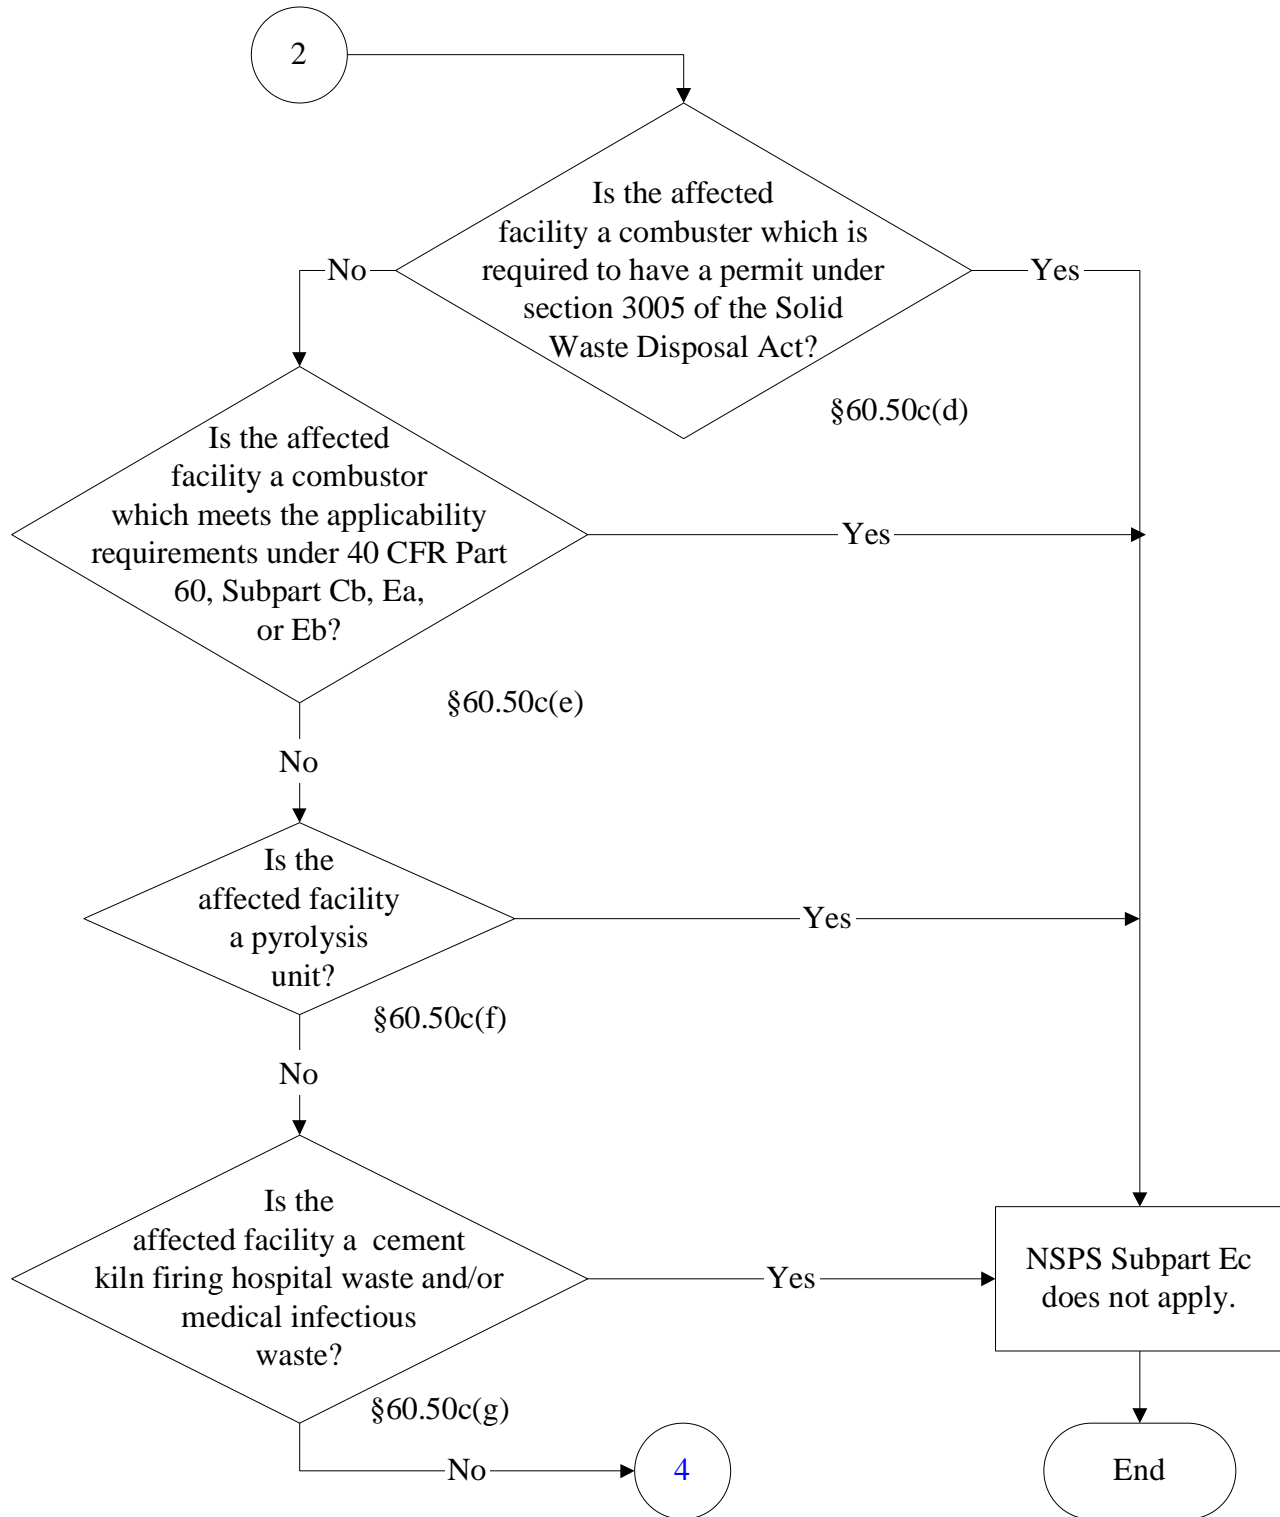 2
Is the affected
facility a combuster which is
required to have a permit under
section 3005 of the Solid
Waste Disposal Act?
No
Yes
§60.50c(d)
Is the affected
facility a combustor
which meets the applicability
requirements under 40 CFR Part
60, Subpart Cb, Ea,
or Eb?
Yes
§60.50c(e)
No
Is the
affected facility
a pyrolysis
unit?
Yes
§60.50c(f)
No
Is the
affected facility a  cement
kiln firing hospital waste and/or
medical infectious
waste?
Yes
NSPS Subpart Ec
does not apply.
§60.50c(g)
No
4
End